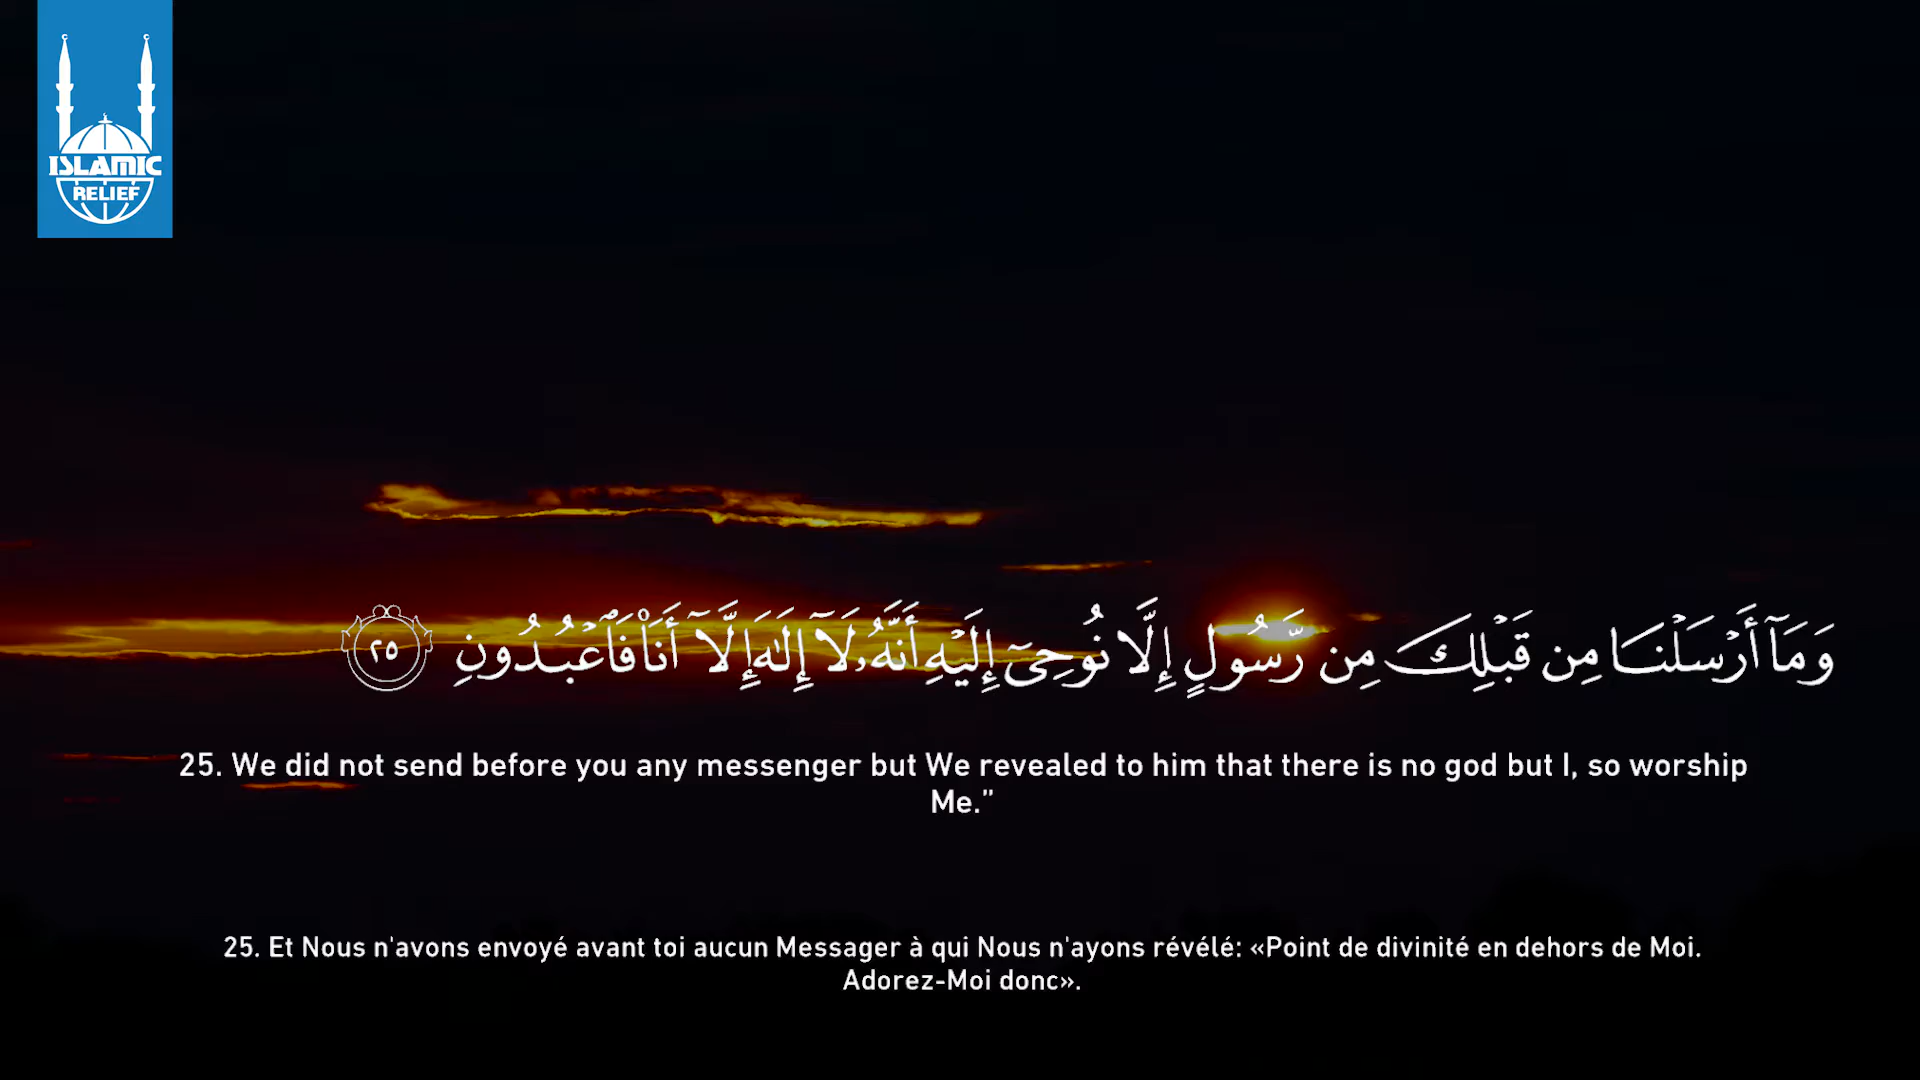 ISLAMIC
RELIEF
وَمَآ أَرۡسَلۡنَا مِن قَبۡلِكَ مِن رَّسُولٍ إِلَّا نُوحِىٓ إِلَيۡهِ أَنَّهُۥ لَآ إِلَـٰهَ إِلَّآ أَنَا۠ فَٱعۡبُدُونِ ٢٥
25. We did not send before you any messenger but We revealed to him that there is no god but I, so worship
Me.”
25. Et Nous n'avons envoyé avant toi aucun Messager à qui Nous n'ayons révélé: «Point de divinité en dehors de Moi.
Adorez-Moi donc».